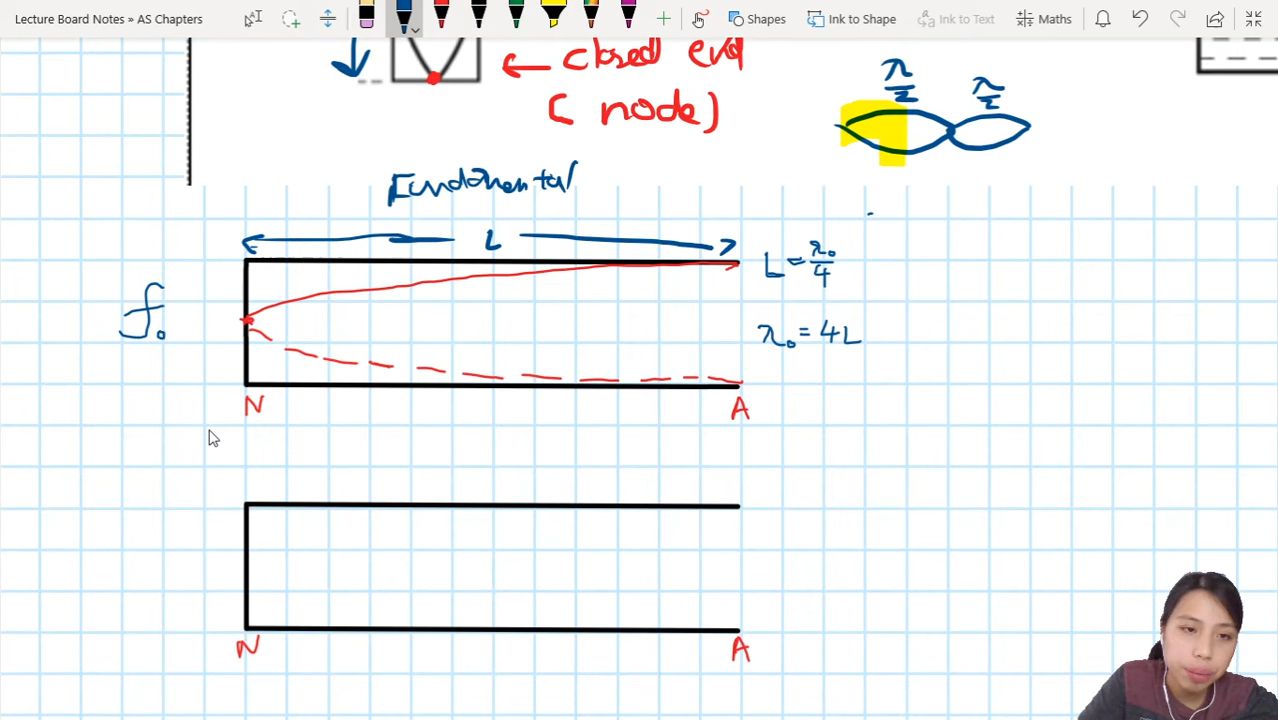 Lecture Board Notes » AS Chapters
Shapes
Ink to Shape
Ink to Text
Maths
closed end
( node )
λ/2
λ/2
Fundamental
L
f₀
L = λ₀/4
λ₀ = 4L
N
A
N
A